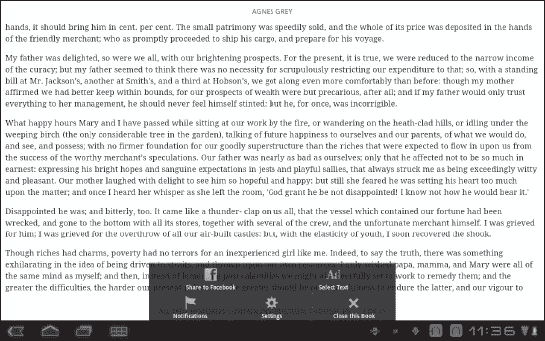 AGNES GREY
hands, it should bring him in cent. per cent. The small patrimony was speedily sold, and the whole of its price was deposited in the hands
of the friendly merchant; who as promptly proceeded to ship his cargo, and prepare for his voyage.
My father was delighted, so were we all, with our brightening prospects. For the present, it is true, we were reduced to the narrow income
of the curacy; but my father seemed to think there was no necessity for scrupulously restricting our expenditure to that; so, with a standing
bill at Mr. Jackson's, another at Smith's, and a third at Hobson's, we got along even more comfortably than before: though my mother
affirmed we had better keep within bounds, for our prospects of wealth were but precarious, after all; and if my father would only trust
everything to her management, he should never feel himself stinted: but he, for once, was incorrigible.
What happy hours Mary and I have passed while sitting at our work by the fire, or wandering on the heath-clad hills, or idling under the
weeping birch (the only considerable tree in the garden), talking of future happiness to ourselves and our parents, of what we would do,
and see, and possess; with no firmer foundation for our goodly superstructure than the riches that were expected to flow in upon us from
the success of the worthy merchant's speculations. Our father was nearly as bad as ourselves; only that he affected not to be so much in
earnest: expressing his bright hopes and sanguine expectations in jests and playful sallies, that always struck me as being exceedingly witty
and pleasant. Our mother laughed with delight to see him so hopeful and happy: but still she feared he was setting his heart too much
upon the matter; and once I heard her whisper as she left the room, 'God grant he be not disappointed! I know not how he would bear it.'
Disappointed he was; and bitterly, too. It came like a thunder- clap on us all, that the vessel which contained our fortune had been
wrecked, and gone to the bottom with all its stores, together with several of the crew, and the unfortunate merchant himself. I was grieved
for him; I was grieved for the overthrow of all our air-built castles: but, with the elasticity of youth, I soon recovered the shock.
Though riches had charms, poverty had no terrors for an inexperienced girl like me. Indeed, to say the truth, there was something
exhilarating in the idea of being driven papa, mamma, and Mary were all of
the same mind as myself; and then, set to work to remedy them; and the
greater the difficulties, the harder our endure the latter, and our vigour to
Share to Facebook
Select Text
Notifications
Settings
Close this Book
11:36